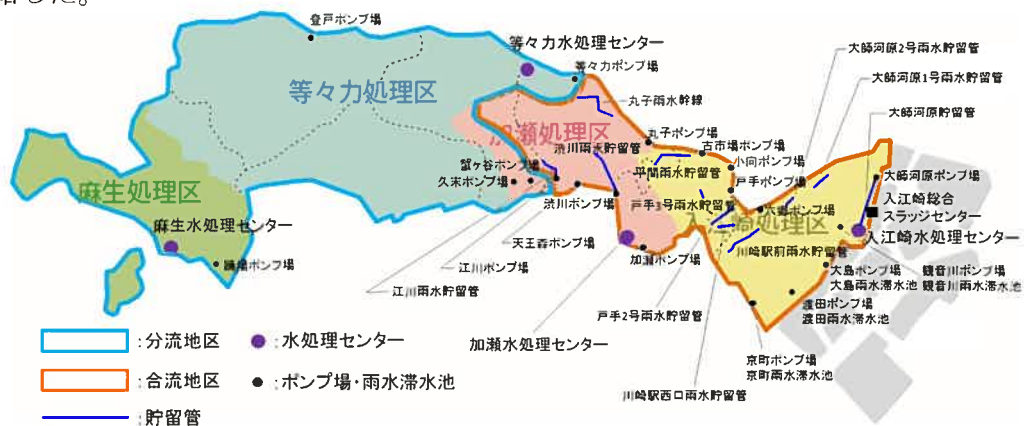 略した。
登戸ポンプ場
等々力水処理センター
等々力ポンプ場
大師河原2号雨水貯留管
大師河原1号雨水貯留管
大師河原貯留管
等々力処理区
丸子雨水幹線
加瀬処理区
丸子ポンプ場
渋川雨水貯留管
古市場ポンプ場
小向ポンプ場
蟹ヶ谷ポンプ場
久末ポンプ場
平間雨水貯留管
戸手ポンプ場
大師河原ポンプ場
麻生処理区
渋川ポンプ場
戸手1号雨水貯留管
六郷ポンプ場
入江崎総合
スラッジセンター
麻生水処理センター
入江崎処理区
入江崎水処理センター
天王森ポンプ場
加瀬ポンプ場
川崎駅前雨水貯留管
江川ポンプ場
大島ポンプ場
大島雨水滞水池
観音川ポンプ場
観音川雨水滞水池
江川雨水貯留管
戸手2号雨水貯留管
渡田ポンプ場
渡田雨水滞水池
加瀬水処理センター
京町ポンプ場
京町雨水滞水池
川崎駅西口雨水貯留管
:分流地区
:水処理センター
:合流地区
:ポンプ場・雨水滞水池
:貯留管